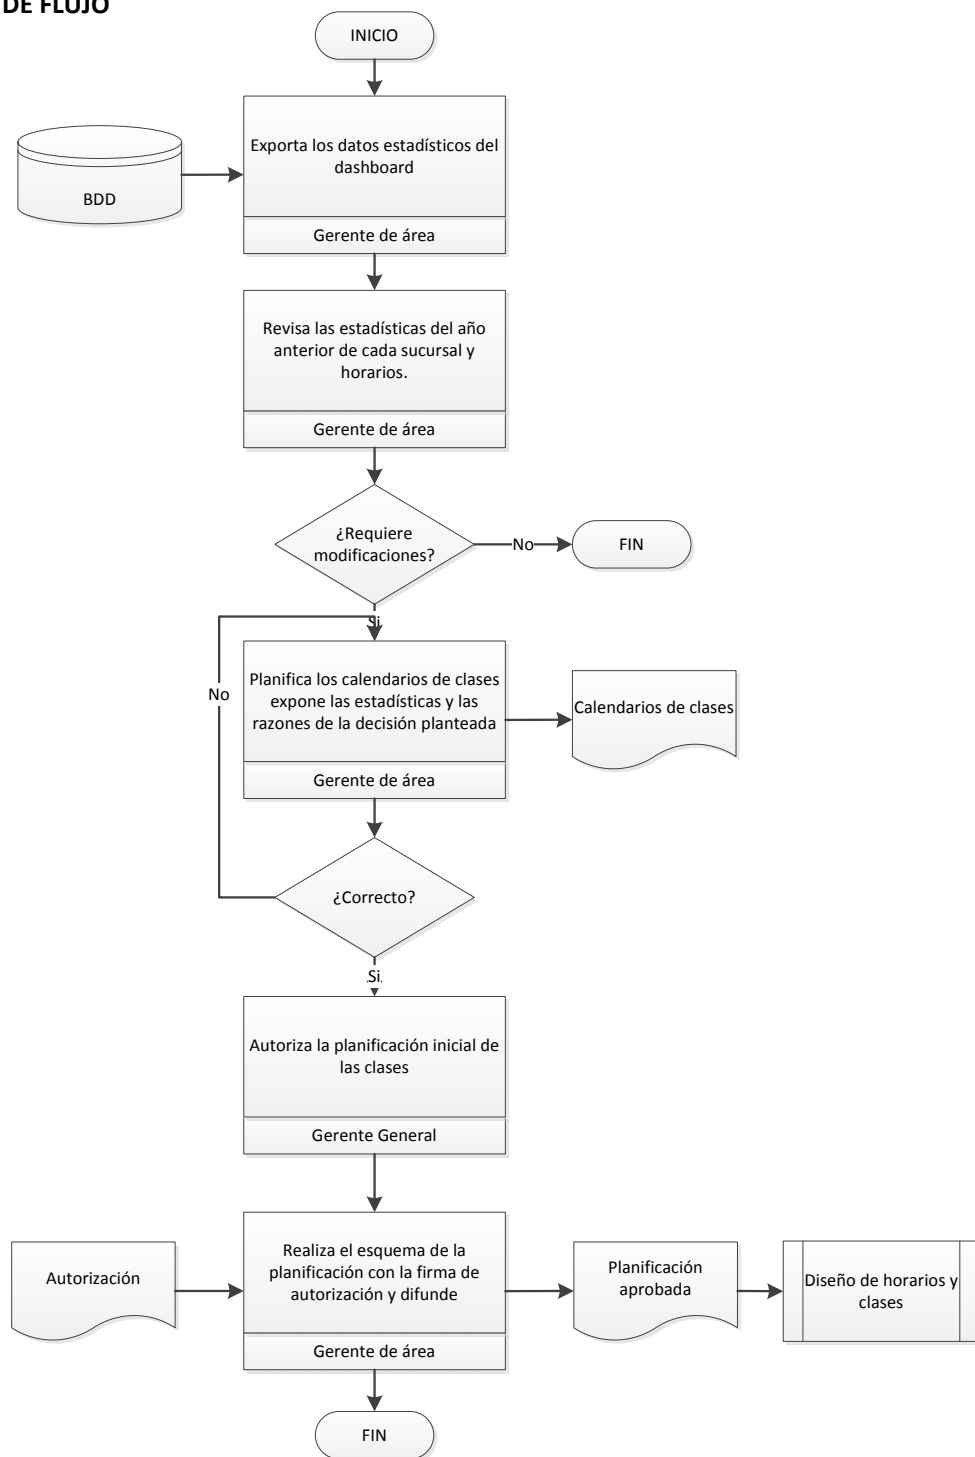 DE FLUJO
INICIO
Exporta los datos estadísticos del
dashboard
BDD
Gerente de área
Revisa las estadísticas del año
anterior de cada sucursal y
horarios.
Gerente de área
¿Requiere
modificaciones?
No
FIN
Si
No
Planifica los calendarios de clases
expone las estadísticas y las
razones de la decisión planteada
Calendarios de clases
Gerente de área
¿Correcto?
Si
Autoriza la planificación inicial de
las clases
Gerente General
Autorización
Realiza el esquema de la
planificación con la firma de
autorización y difunde
Gerente de área
Planificación
aprobada
Diseño de horarios y
clases
FIN